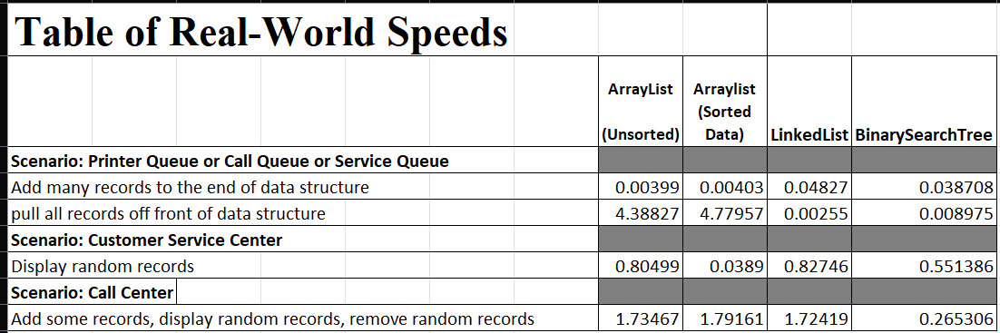 Table of Real-World Speeds
ArrayList (Unsorted) Arraylist (Sorted Data) LinkedList BinarySearchTree
Scenario: Printer Queue or Call Queue or Service Queue
Add many records to the end of data structure 0.00399 0.00403 0.04827 0.038708
pull all records off front of data structure 4.38827 4.77957 0.00255 0.008975
Scenario: Customer Service Center
Display random records 0.80499 0.0389 0.82746 0.551386
Scenario: Call Center
Add some records, display random records, remove random records 1.73467 1.79161 1.72419 0.265306